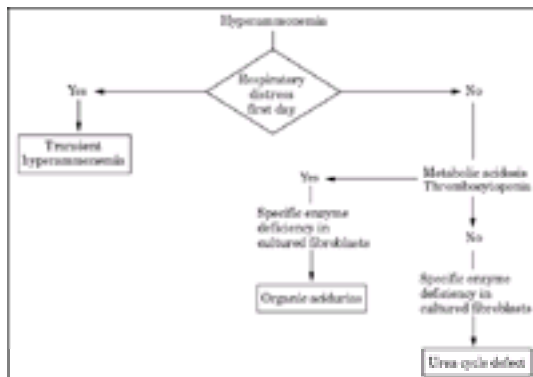 Hyperammonemia
Respiratory
distress
first day
Yes
No
Transient
hyperammonemia
Metabolic acidosis
Thrombocytopenia
Yes
Specific enzyme
deficiency in
cultured fibroblasts
No
Organic acidurias
Specific enzyme
deficiency in
cultured fibroblasts
Urea cycle defect